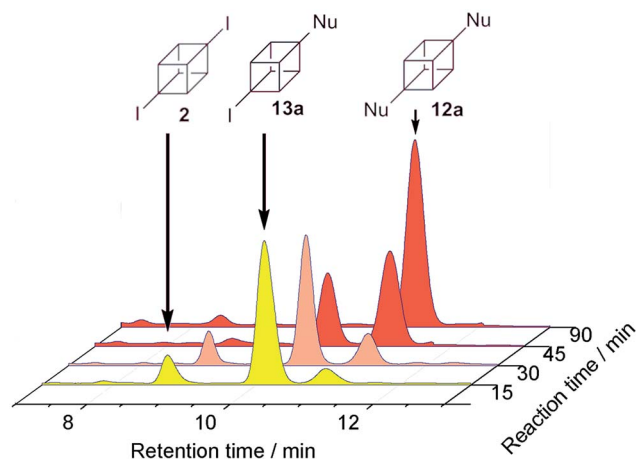 I
Nu
Nu
I
2
I
13a
Nu
12a
90
45
30
15
8
10
12
Retention time / min
Reaction time / min